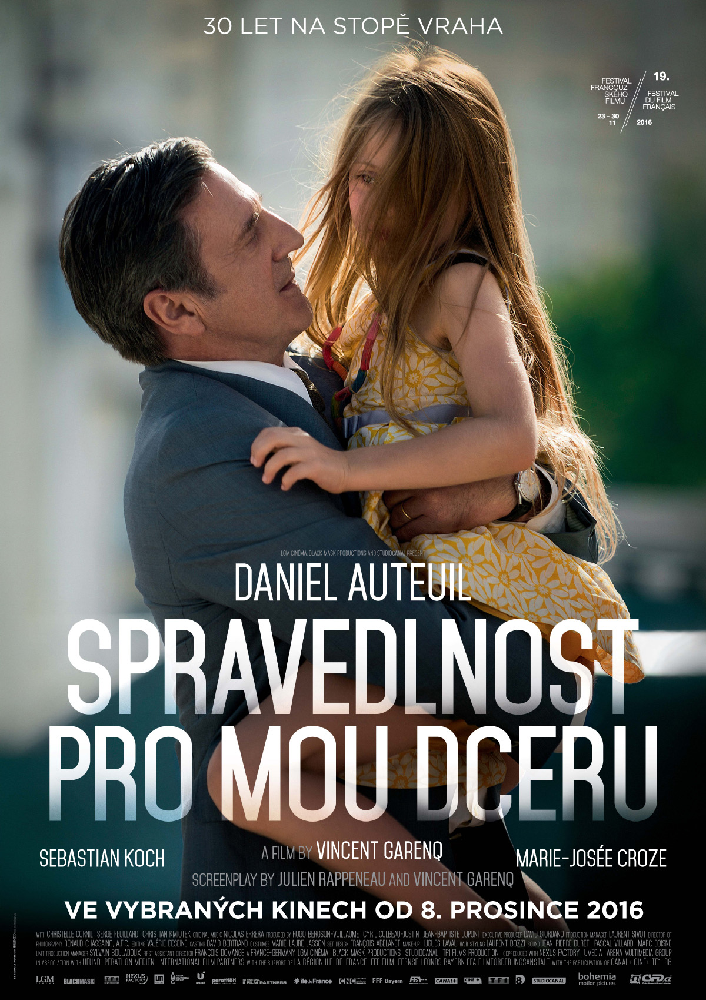 30 LET NA STOPĚ VRAHA
FESTIVAL
FRANCOUZ-
SKÉHO
FILMU
23 - 30
11
19.
FESTIVAL
DU FILM
FRANÇAIS
2016
LGM CINÉMA, BLACK MASK PRODUCTIONS AND STUDIOCANAL PRESENT
DANIEL AUTEUIL
SPRAVEDLNOST
PRO MOU DCERU
SEBASTIAN KOCH
A FILM BY VINCENT GARENQ
MARIE-JOSÉE CROZE
SCREENPLAY BY JULIEN RAPPENEAU AND VINCENT GARENQ
VE VYBRANÝCH KINECH OD 8. PROSINCE 2016
WITH CHRISTELLE CORNIL SERGE FEUILLARD CHRISTIAN KMIOTEK ORIGINAL MUSIC NICOLAS ERRERA PRODUCED BY HUGO BERGSON-VUILLAUME CYRIL COLBEAU-JUSTIN JEAN-BAPTISTE DUPONT EXECUTIVE PRODUCER DAVID GIORDANO PRODUCTION MANAGER LAURENT SIVOT DIRECTOR OF
PHOTOGRAPHY RENAUD CHASSAING, A.F.C. EDITING VALÉRIE DESEINE CASTING DAVID BERTRAND COSTUMES MARIE-LAURE LASSON SET DESIGN FRANÇOIS ABELANET MAKE-UP HUGUES LAVAU HAIR STYLING LAURENT BOZZI SOUND JEAN-PIERRE DURET PASCAL VILLARD MARC DOISNE
UNIT PRODUCTION MANAGER SYLVAIN BOULADOUX FIRST ASSISTANT DIRECTOR FRANÇOIS DOMANGE A FRANCE-GERMANY LGM CINÉMA BLACK MASK PRODUCTIONS STUDIOCANAL TF1 FILMS PRODUCTION COPRODUCED WITH NEXUS FACTORY UMEDIA ARENA MULTIMEDIA GROUP
IN ASSOCIATION WITH UFUND PERATHON MEDIEN INTERNATIONAL FILM PARTNERS WITH THE SUPPORT OF LA RÉGION ILE-DE-FRANCE FFF FILM FERNSEH FONDS BAYERN FFA FILMFÖRDERUNGSANSTALT WITH THE PARTICIPATION OF CANAL+ CINÉ+ TF1 D8
LGM CINEMA BLACKMASK TF1 NEXUS FACTORY um ARENA MULTIMEDIA GROUP uFund perathon INTERNATIONAL FILM PARTNERS îledeFrance CNC FFF Bayern FFA CANAL+ CINE+ TF1 8 STUDIOCANAL bohemia motion pictures ČSFD.cz